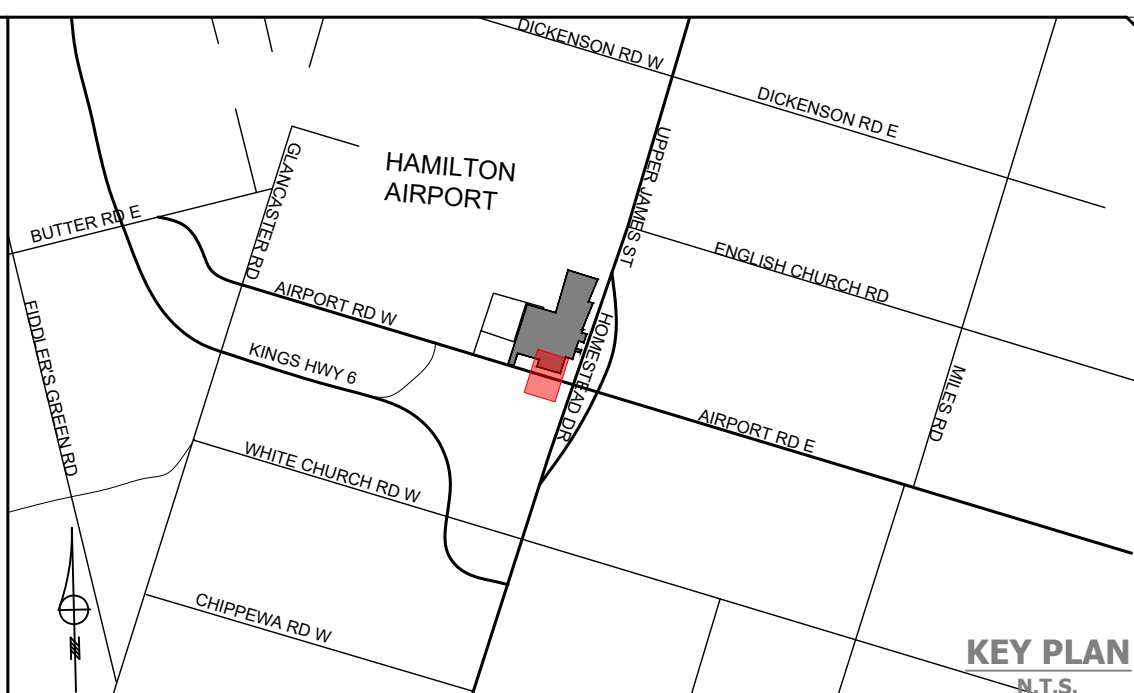 DICKENSON RD W
DICKENSON RD E
UPPER JAMES ST
GLANCASTER RD
HAMILTON
AIRPORT
BUTTER RD E
ENGLISH CHURCH RD
AIRPORT RD W
FIDDLER'S GREEN RD
HOMESTEAD DR
KINGS HWY 6
MILES RD
AIRPORT RD E
WHITE CHURCH RD W
CHIPPEWA RD W
N
KEY PLAN
N.T.S.